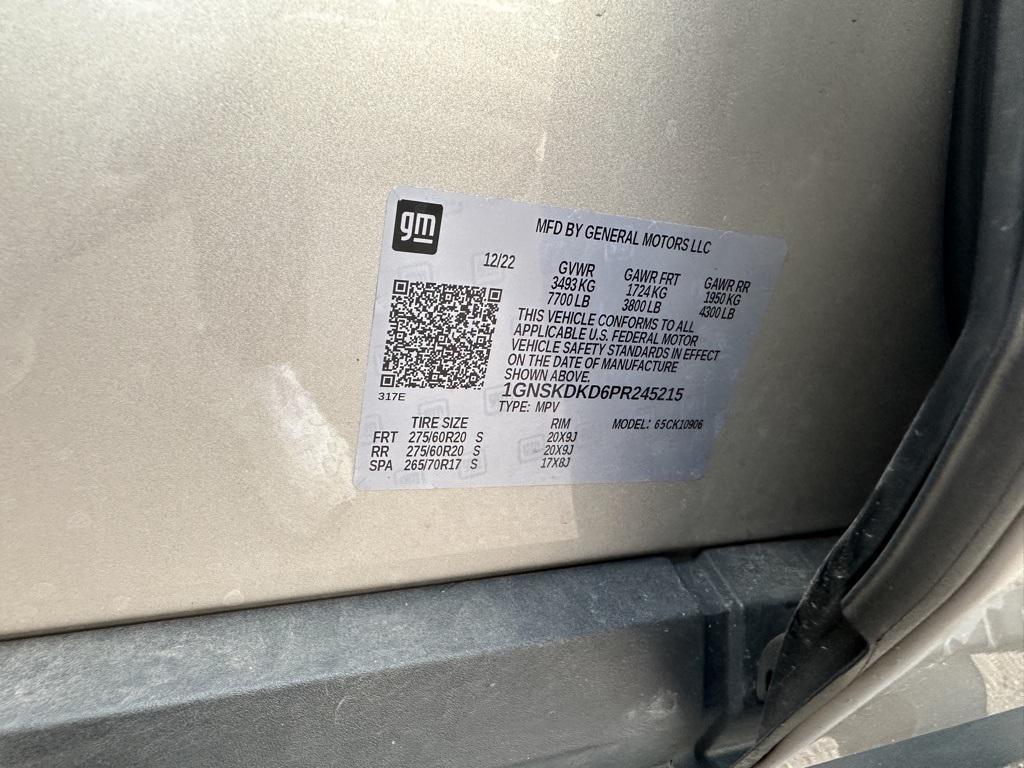 gm
MFD BY GENERAL MOTORS LLC
12/22 GVWR GAWR FRT GAWR RR
3493 KG 1724 KG 1950 KG
7700 LB 3800 LB 4300 LB
THIS VEHICLE CONFORMS TO ALL
APPLICABLE U.S. FEDERAL MOTOR
VEHICLE SAFETY STANDARDS IN EFFECT
ON THE DATE OF MANUFACTURE
SHOWN ABOVE.
317E
1GNSKDKD6PR245215
TYPE: MPV
TIRE SIZE RIM MODEL: 65CK10906
FRT 275/60R20 S 20X9J
RR 275/60R20 S 20X9J
SPA 265/70R17 S 17X8J